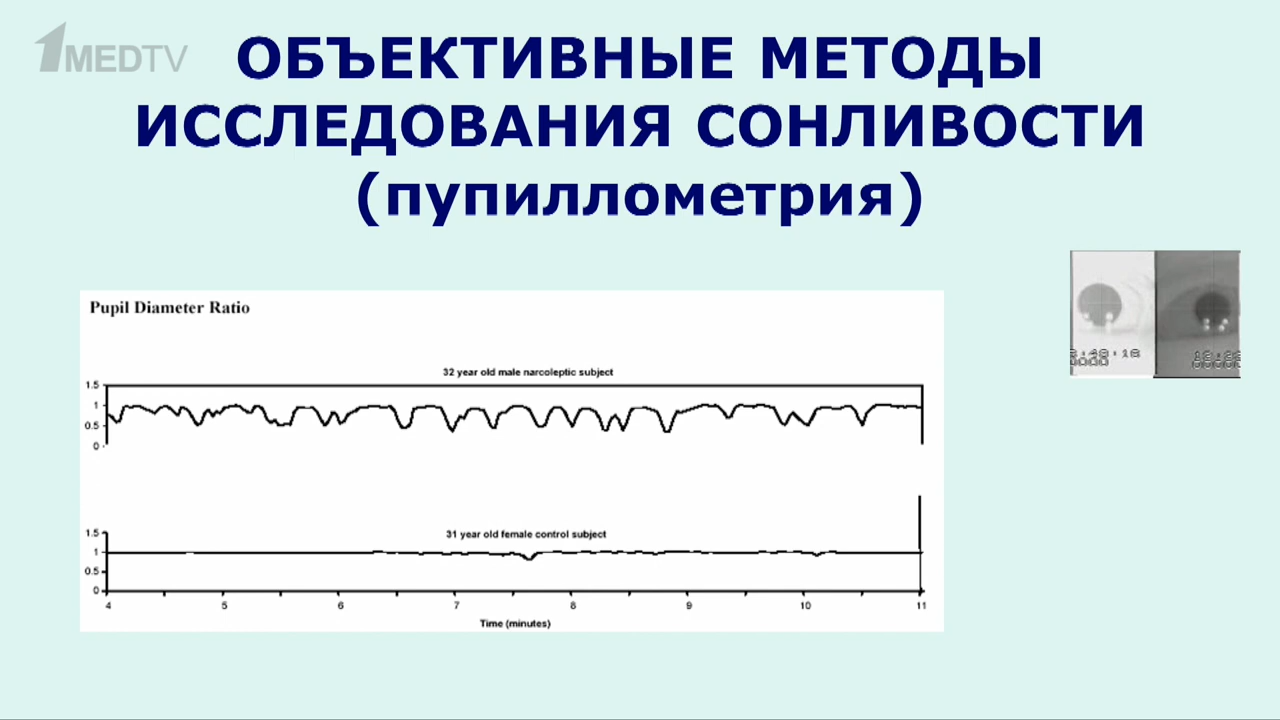 1MEDTV
ОБЪЕКТИВНЫЕ МЕТОДЫ
ИССЛЕДОВАНИЯ СОНЛИВОСТИ
(пупиллометрия)
Pupil Diameter Ratio
32 year old male narcoleptic subject
1.5
1
0.5
0
31 year old female control subject
1.5
1
0.5
0
4 5 6 7 8 9 10 11
Time (minutes)